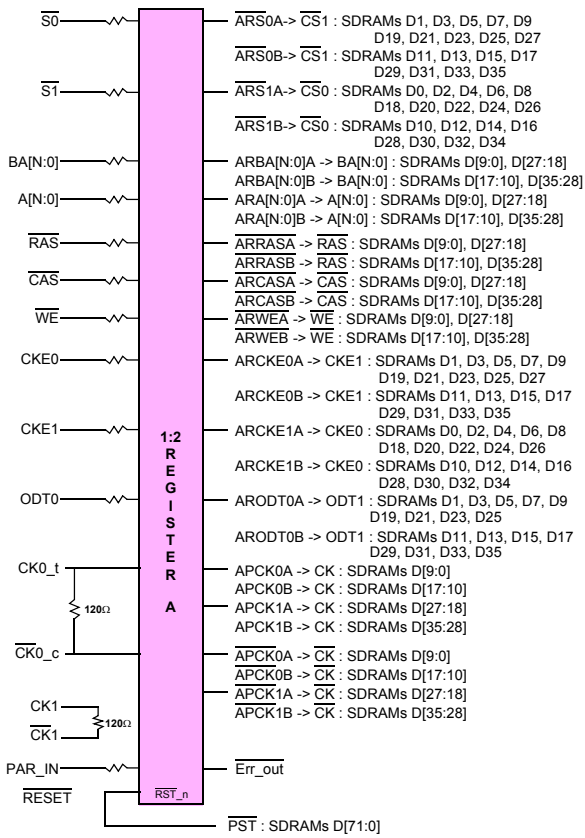 S0
ARS0A-> CS1 : SDRAMs D1, D3, D5, D7, D9
D19, D21, D23, D25, D27
ARS0B-> CS1 : SDRAMs D11, D13, D15, D17
D29, D31, D33, D35
S1
ARS1A-> CS0 : SDRAMs D0, D2, D4, D6, D8
D18, D20, D22, D24, D26
ARS1B-> CS0 : SDRAMs D10, D12, D14, D16
D28, D30, D32, D34
BA[N:0]
ARBA[N:0]A -> BA[N:0] : SDRAMs D[9:0], D[27:18]
ARBA[N:0]B -> BA[N:0] : SDRAMs D[17:10], D[35:28]
A[N:0]
ARA[N:0]A -> A[N:0] : SDRAMs D[9:0], D[27:18]
ARA[N:0]B -> A[N:0] : SDRAMs D[17:10], D[35:28]
RAS
ARRASA -> RAS : SDRAMs D[9:0], D[27:18]
ARRASB -> RAS : SDRAMs D[17:10], D[35:28]
CAS
ARCASA -> CAS : SDRAMs D[9:0], D[27:18]
ARCASB -> CAS : SDRAMs D[17:10], D[35:28]
WE
ARWEA -> WE : SDRAMs D[9:0], D[27:18]
ARWEB -> WE : SDRAMs D[17:10], D[35:28]
CKE0
ARCKE0A -> CKE1 : SDRAMs D1, D3, D5, D7, D9
D19, D21, D23, D25, D27
ARCKE0B -> CKE1 : SDRAMs D11, D13, D15, D17
D29, D31, D33, D35
CKE1
ARCKE1A -> CKE0 : SDRAMs D0, D2, D4, D6, D8
D18, D20, D22, D24, D26
ARCKE1B -> CKE0 : SDRAMs D10, D12, D14, D16
D28, D30, D32, D34
1:2
R
E
G
I
S
T
E
R
A
ODT0
ARODT0A -> ODT1 : SDRAMs D1, D3, D5, D7, D9
D19, D21, D23, D25
ARODT0B -> ODT1 : SDRAMs D11, D13, D15, D17
D29, D31, D33, D35
CK0_t
120Ω
APCK0A -> CK : SDRAMs D[9:0]
APCK0B -> CK : SDRAMs D[17:10]
APCK1A -> CK : SDRAMs D[27:18]
APCK1B -> CK : SDRAMs D[35:28]
CK0_c
APCK0A -> CK : SDRAMs D[9:0]
APCK0B -> CK : SDRAMs D[17:10]
APCK1A -> CK : SDRAMs D[27:18]
APCK1B -> CK : SDRAMs D[35:28]
CK1
120Ω
CK1
PAR_IN
Err_out
RESET
RST_n
PST : SDRAMs D[71:0]